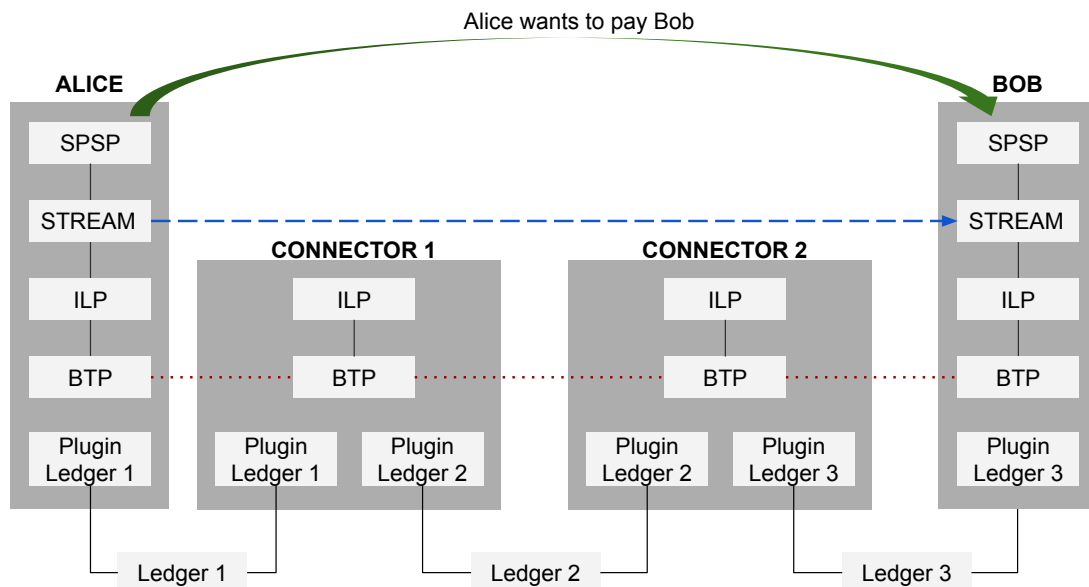 Alice wants to pay Bob
ALICE
BOB
SPSP
SPSP
STREAM
STREAM
CONNECTOR 1
CONNECTOR 2
ILP
ILP
ILP
ILP
BTP
BTP
BTP
BTP
Plugin
Ledger 1
Plugin
Ledger 1
Plugin
Ledger 2
Plugin
Ledger 2
Plugin
Ledger 3
Plugin
Ledger 3
Ledger 1
Ledger 2
Ledger 3